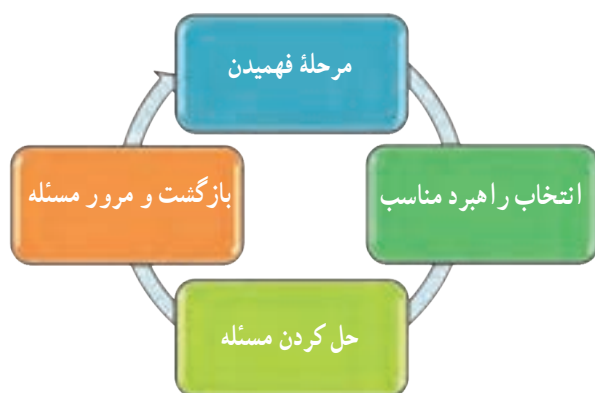 مرحلهٔ فهمیدن
انتخاب راهبرد مناسب
حل کردن مسئله
بازگشت و مرور مسئله